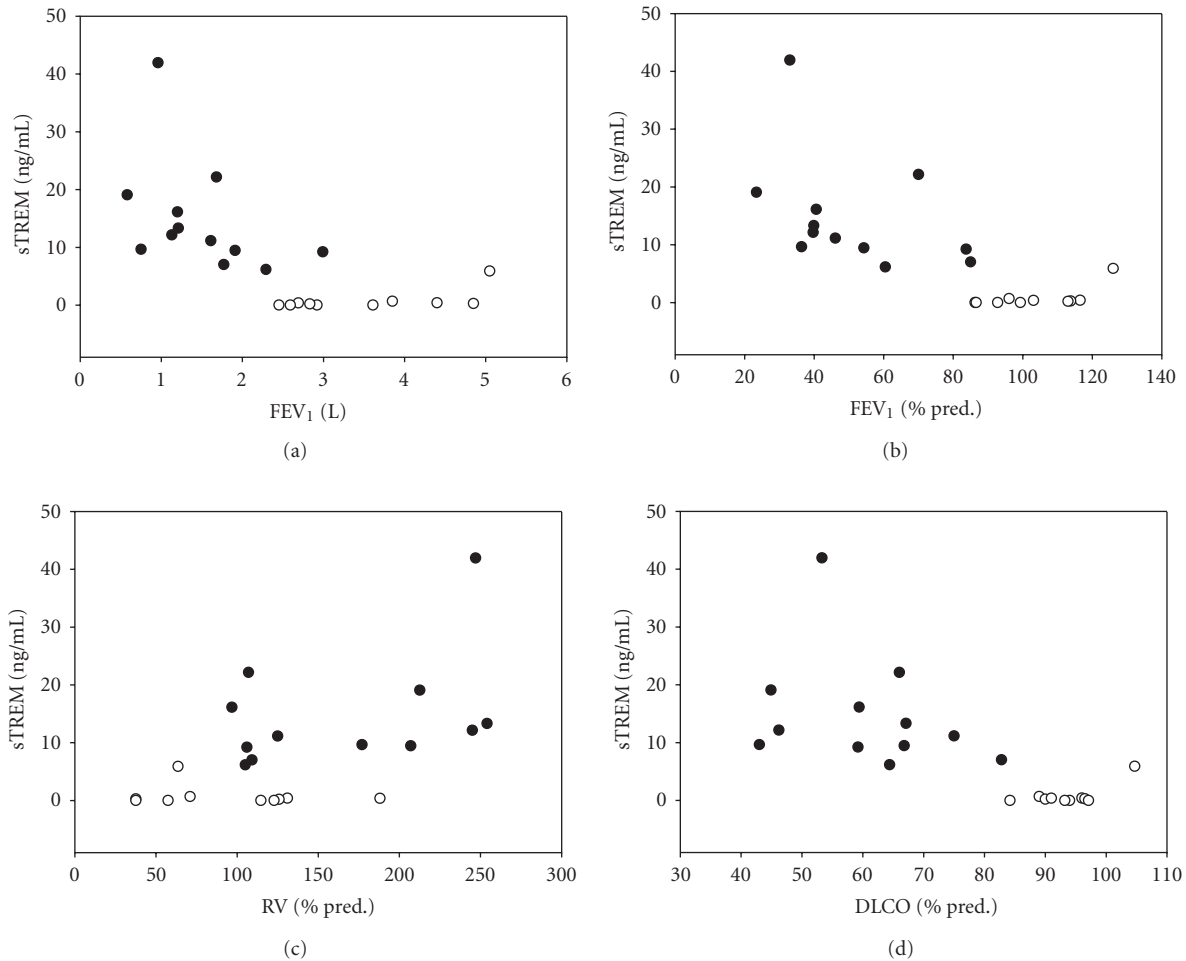 50
40
30
20
10
0
sTREM (ng/mL)
0 1 2 3 4 5 6
FEV1 (L)
(a)
50
40
30
20
10
0
sTREM (ng/mL)
0 20 40 60 80 100 120 140
FEV1 (% pred.)
(b)
50
40
30
20
10
0
sTREM (ng/mL)
0 50 100 150 200 250 300
RV (% pred.)
(c)
50
40
30
20
10
0
sTREM (ng/mL)
30 40 50 60 70 80 90 100 110
DLCO (% pred.)
(d)